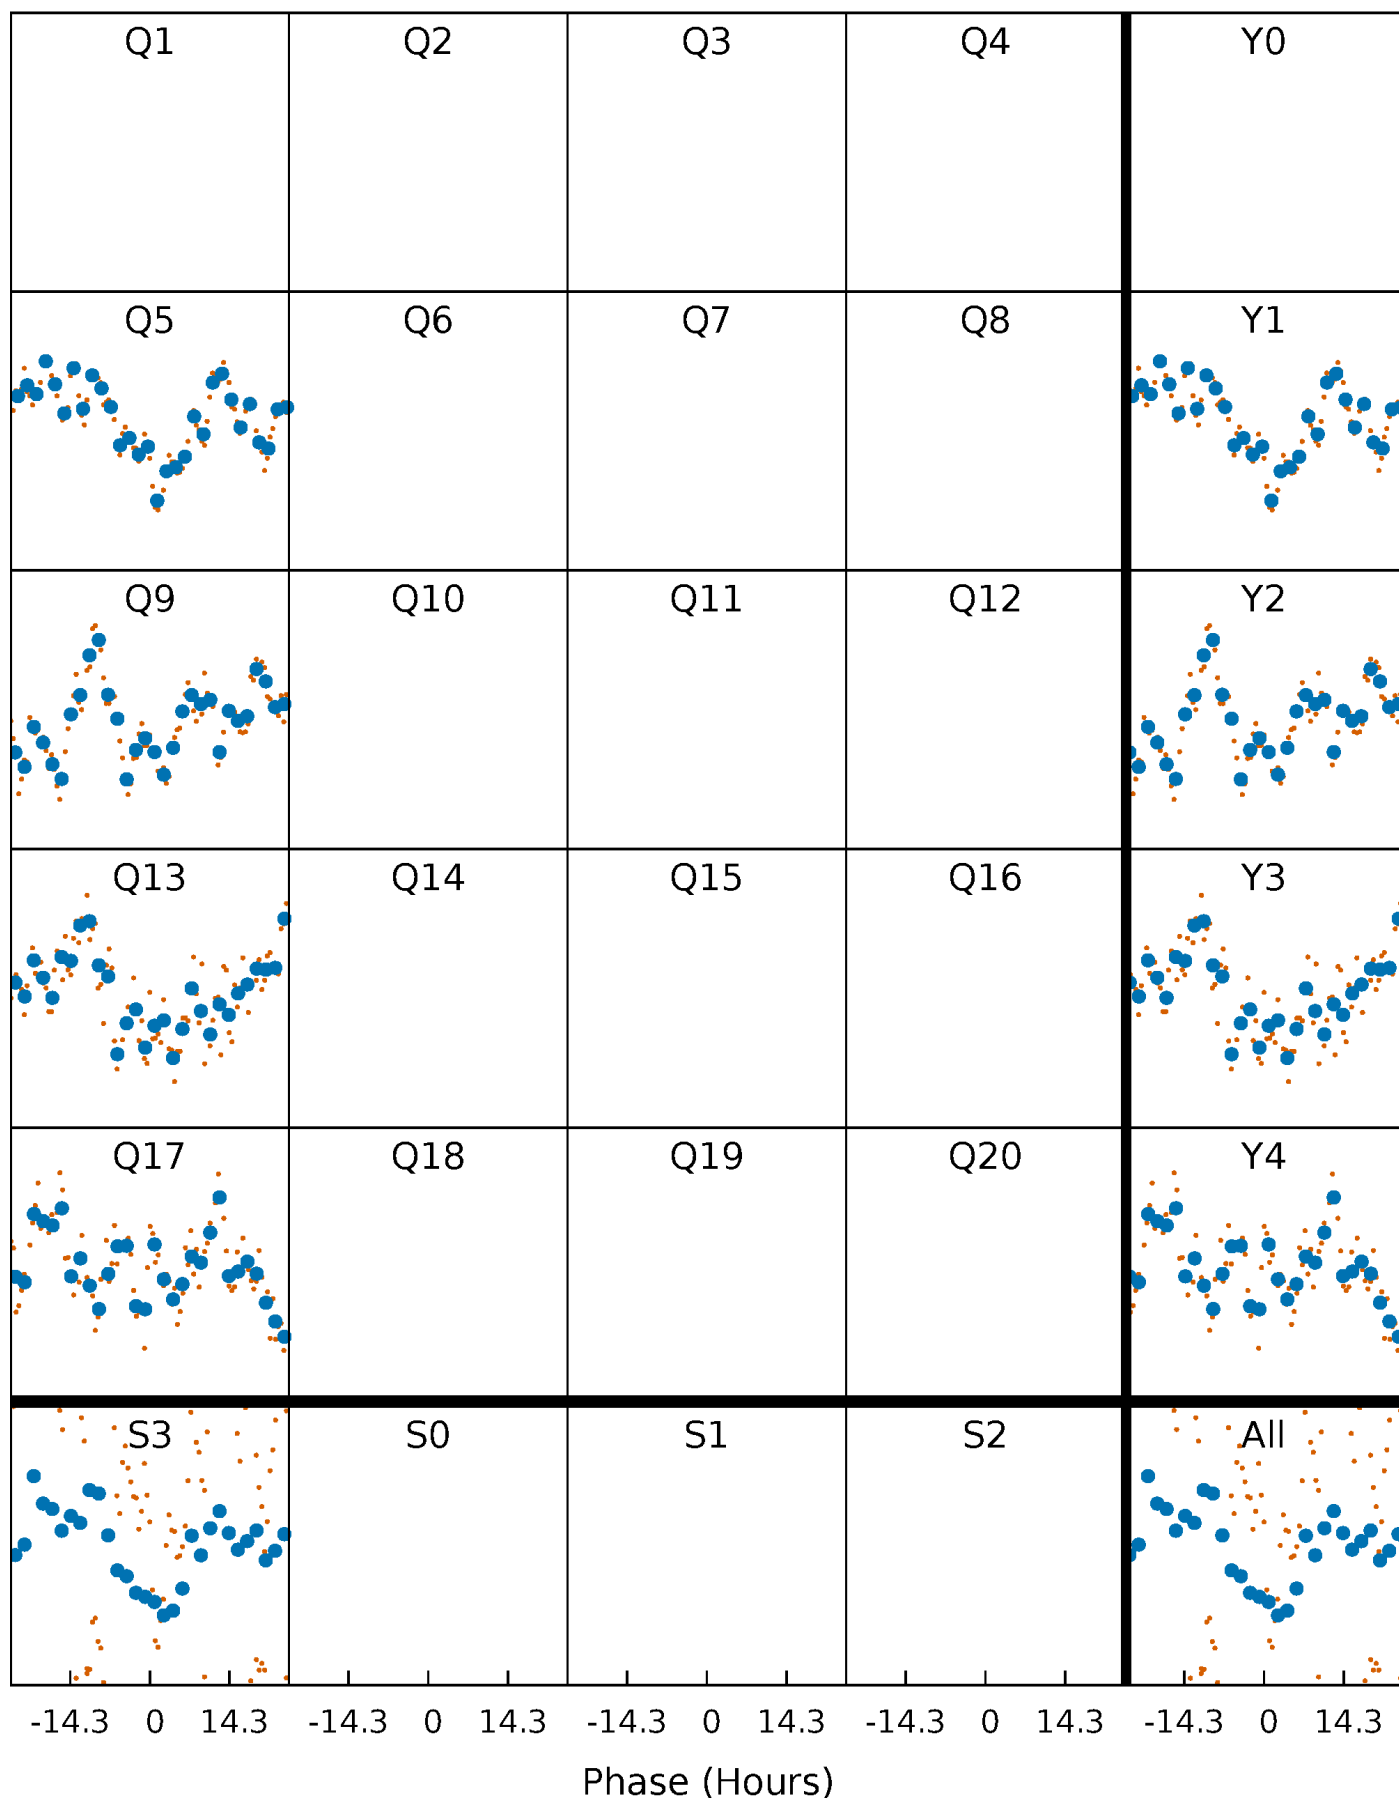 Q1 Q2 Q3 Q4 Y0
Q5 Q6 Q7 Q8 Y1
Q9 Q10 Q11 Q12 Y2
Q13 Q14 Q15 Q16 Y3
Q17 Q18 Q19 Q20 Y4
S3 S0 S1 S2 All
-14.3 0 14.3 -14.3 0 14.3 -14.3 0 14.3 -14.3 0 14.3 -14.3 0 14.3
Phase (Hours)